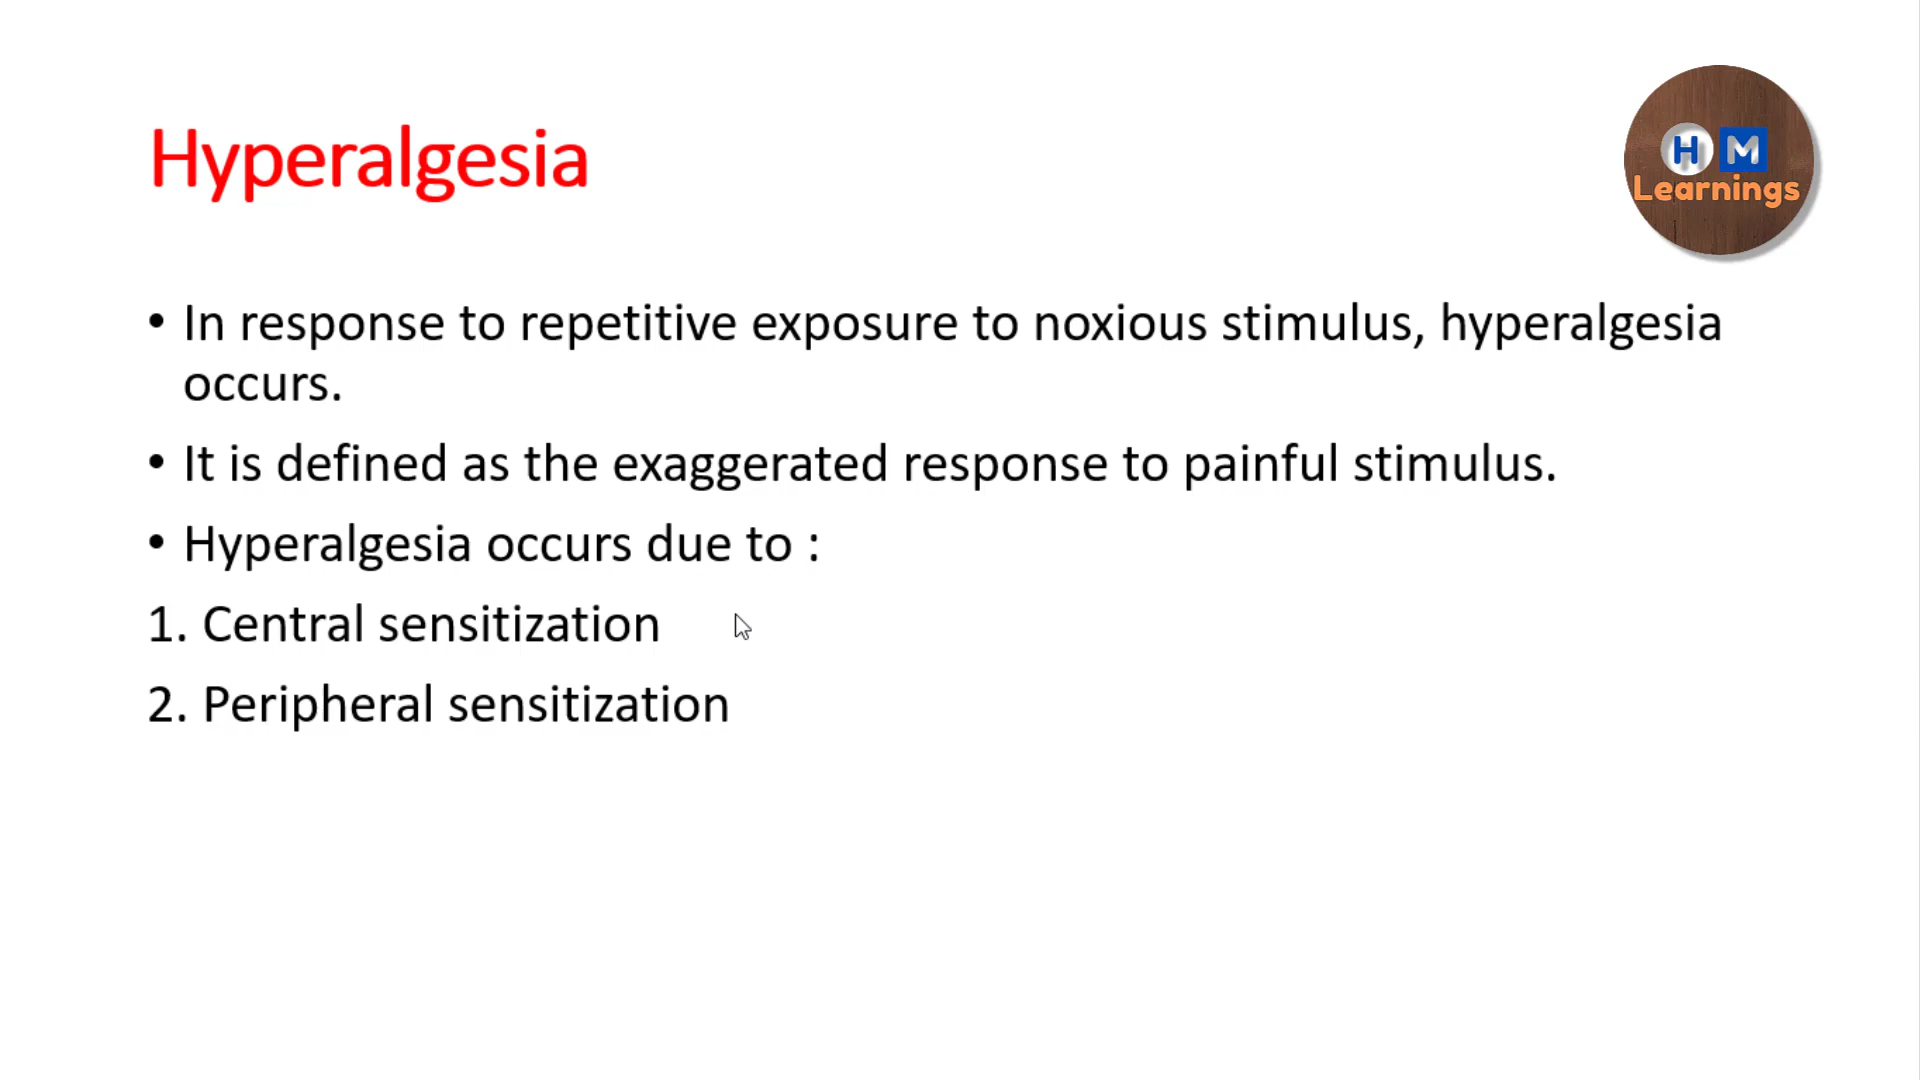 Hyperalgesia
H M
Learnings
• In response to repetitive exposure to noxious stimulus, hyperalgesia
occurs.
• It is defined as the exaggerated response to painful stimulus.
• Hyperalgesia occurs due to :
1. Central sensitization
2. Peripheral sensitization